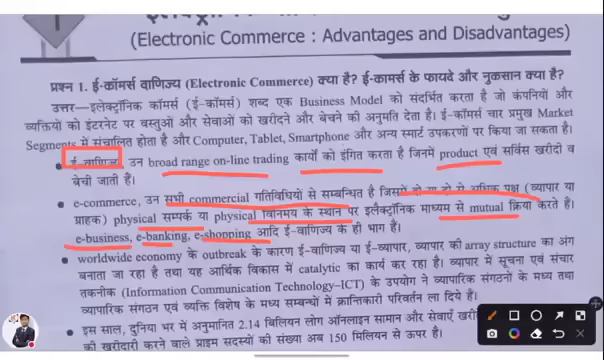 1
(Electronic Commerce : Advantages and Disadvantages)
प्रश्न 1. ई-कॉमर्स वाणिज्य (Electronic Commerce) क्या है? ई-कामर्स के फायदे और नुकसान क्या है?
उत्तर—इलेक्ट्रॉनिक कॉमर्स (ई-कॉमर्स) शब्द एक Business Model को संदर्भित करता है जो कंपनियों और
व्यक्तियों को इंटरनेट पर वस्तुओं और सेवाओं को खरीदने और बेचने की अनुमति देता है। ई-कॉमर्स चार प्रमुख Market
Segments में संचालित होता है और Computer, Tablet, Smartphone और अन्य स्मार्ट उपकरणों पर किया जा सकता है।
• ई-वाणिज्य, उन broad range on-line trading कार्यों को इंगित करता है जिनमें product एवं सर्विस खरीदी व
बेची जाती हैं।
• e-commerce, उन सभी commercial गतिविधियों से सम्बन्धित है जिसमें दो या दो से अधिक पक्ष (व्यापार या
ग्राहक) physical सम्पर्क या physical विनिमय के स्थान पर इलैक्ट्रॉनिक माध्यम से mutual क्रिया करते हैं।
e-business, e-banking, e-shopping आदि ई-वाणिज्य के ही भाग हैं।
• worldwide economy के outbreak के कारण ई-वाणिज्य या ई-व्यापार, व्यापार की array structure का अंग
बनाता जा रहा है तथा यह आर्थिक विकास में catalytic का कार्य कर रहा है। व्यापार में सूचना एवं संचार
तकनीक (Information Communication Technology–ICT) के उपयोग ने व्यापारिक संगठनों के मध्य तथा
व्यापारिक संगठन एवं व्यक्ति विशेष के मध्य सम्बन्धों में क्रान्तिकारी परिवर्तन ला दिये हैं।
• इस साल, दुनिया भर में अनुमानित 2.14 बिलियन लोग ऑनलाइन सामान और सेवाएँ
की खरीदारी करने वाले प्राइम सदस्यों की संख्या अब 150 मिलियन से ऊपर है।